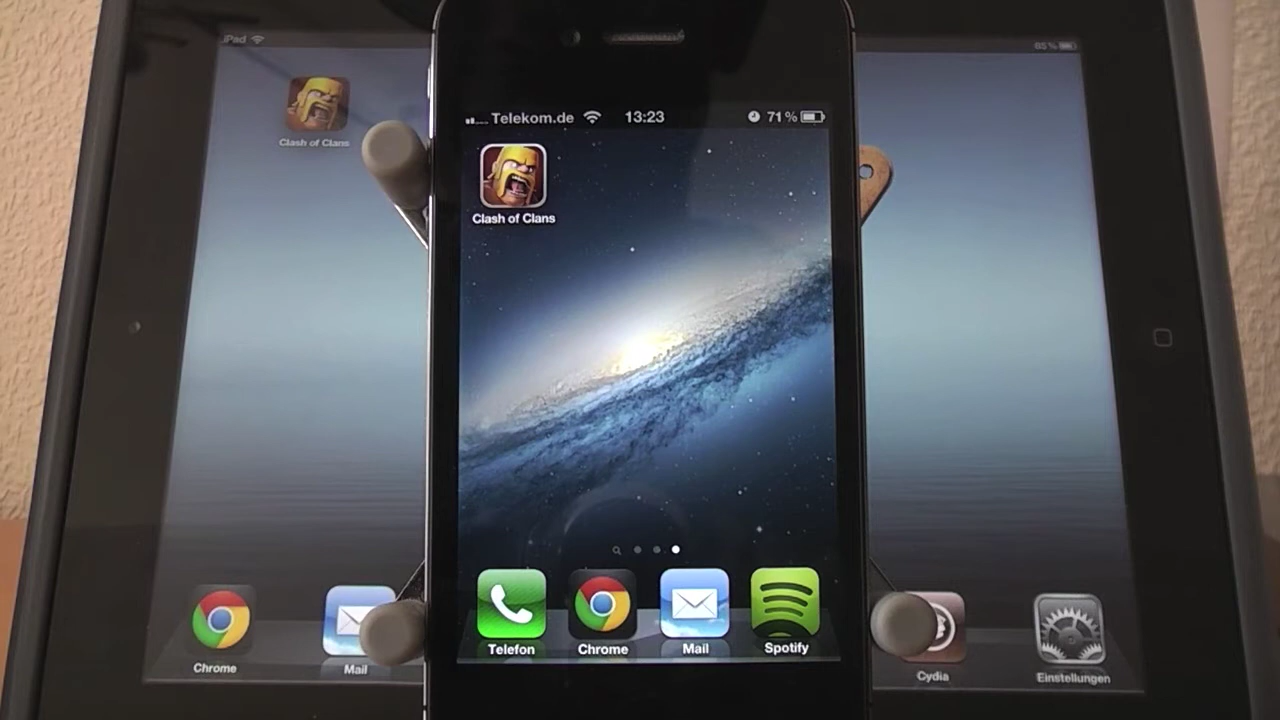 iPad
65 %
Clash of Clans
Telekom.de 13:23 71 %
Clash of Clans
Telefon
Chrome
Mail
Spotify
Chrome
Mail
Cydia
Einstellungen